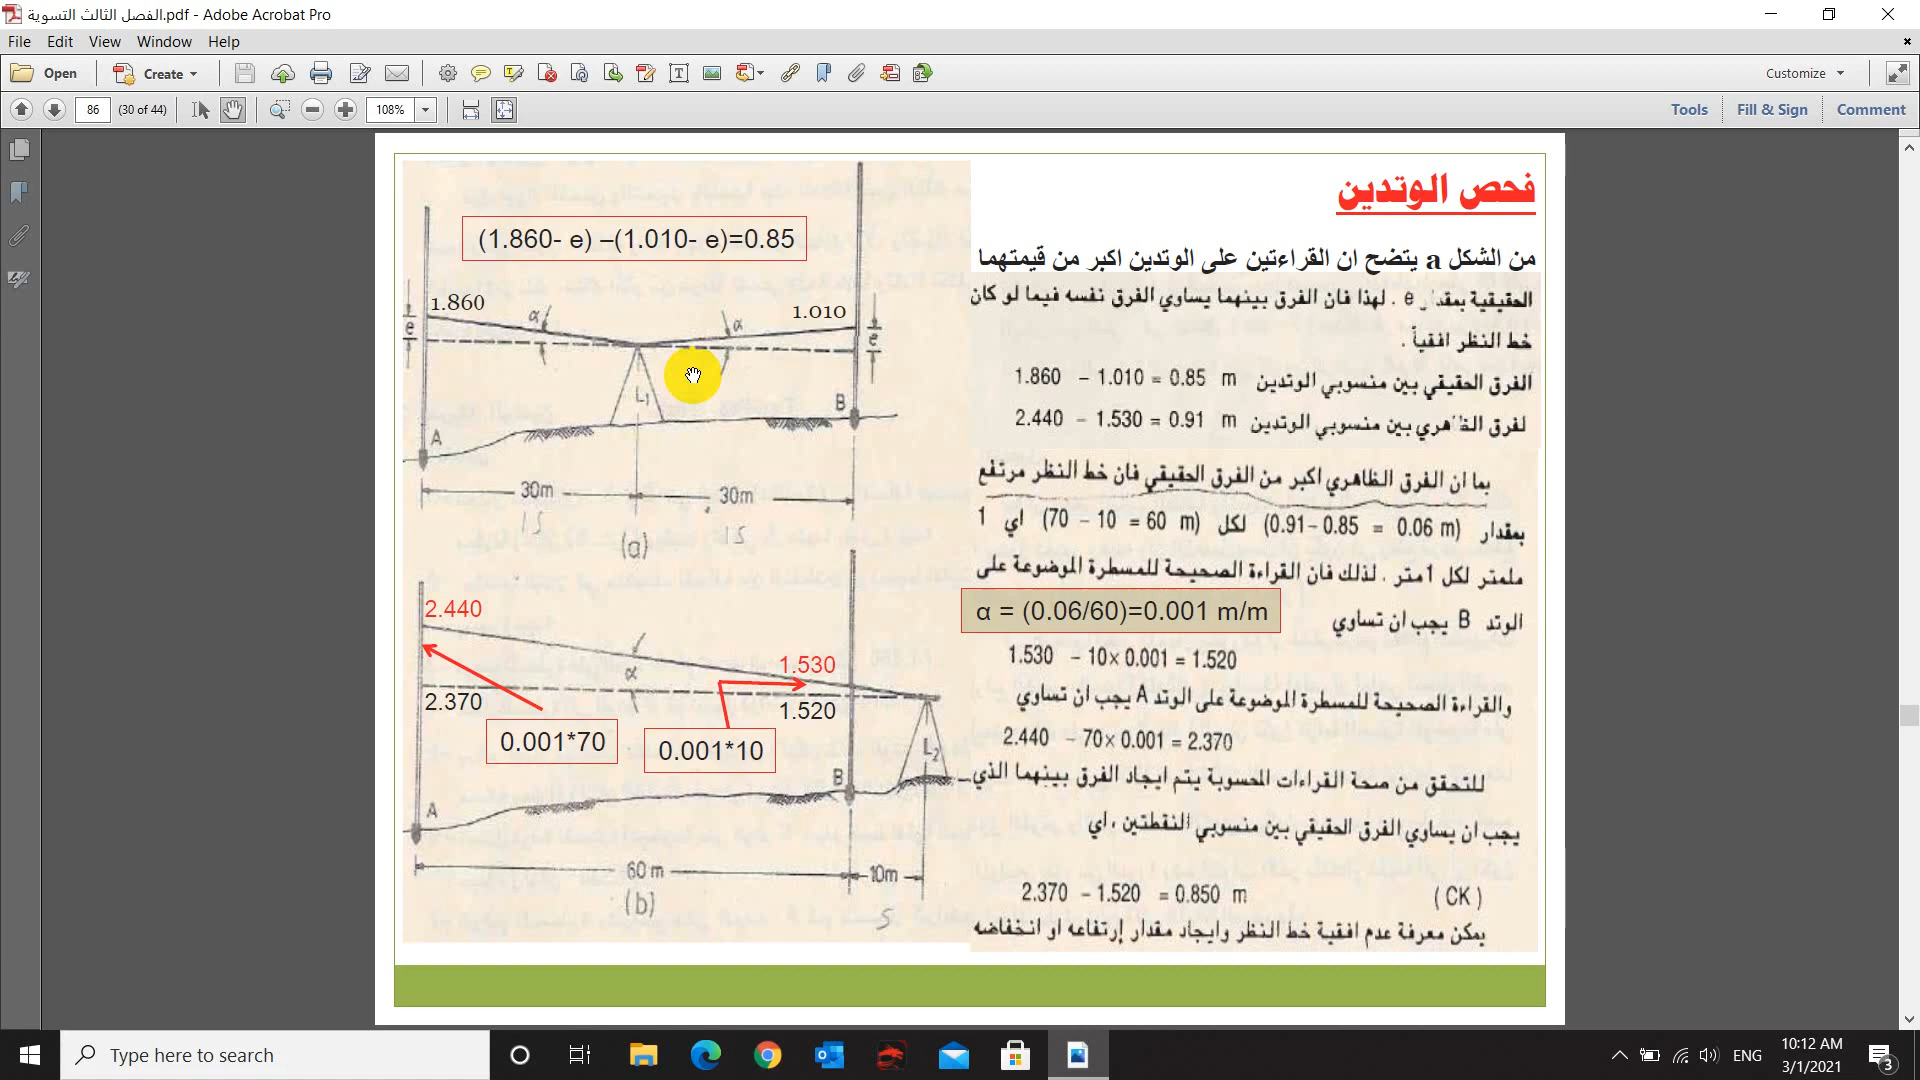 الفصل الثالث التسوية.pdf - Adobe Acrobat Pro
File Edit View Window Help
Open Create Customize
86 (30 of 44) 108% Tools Fill & Sign Comment
فحص الوتدين
من الشكل a يتضح ان القراءتين على الوتدين اكبر من قيمتهما
الحقيقية بمقدار e . لهذا فان الفرق بينهما يساوي الفرق نفسه فيما لو كان
خط النظر افقياً .
الفرق الحقيقي بين منسوبي الوتدين 1.860 - 1.010 = 0.85 m
لفرق الظاهري بين منسوبي الوتدين 2.440 - 1.530 = 0.91 m
بما ان الفرق الظاهري اكبر من الفرق الحقيقي فان خط النظر مرتفع
بمقدار (0.91 - 0.85 = 0.06 m) لكل (70 - 10 = 60 m) اي 1
ملمتر لكل 1متر . لذلك فان القراءة الصحيحة للمسطرة الموضوعة على
الوتد B يجب ان تساوي
α = (0.06/60)=0.001 m/m
1.530 - 10× 0.001 = 1.520
والقراءة الصحيحة للمسطرة الموضوعة على الوتد A يجب ان تساوي
2.440 - 70× 0.001 = 2.370
للتحقق من صحة القراءات المحسوبة يتم ايجاد الفرق بينهما الذي
يجب ان يساوي الفرق الحقيقي بين منسوبي النقطتين ، اي
2.370 - 1.520 = 0.850 m (CK)
يمكن معرفة عدم افقية خط النظر وايجاد مقدار إرتفاعه او انخفاضه
(1.860- e) –(1.010- e)=0.85
1.860
1.010
e α α e
L1
B
A
30m 30m
15 15
(a)
2.440
α
1.530
2.370
1.520
0.001*70
0.001*10
L2
B
A
60 m 10m
(b) 5
Type here to search
ENG
10:12 AM
3/1/2021
3